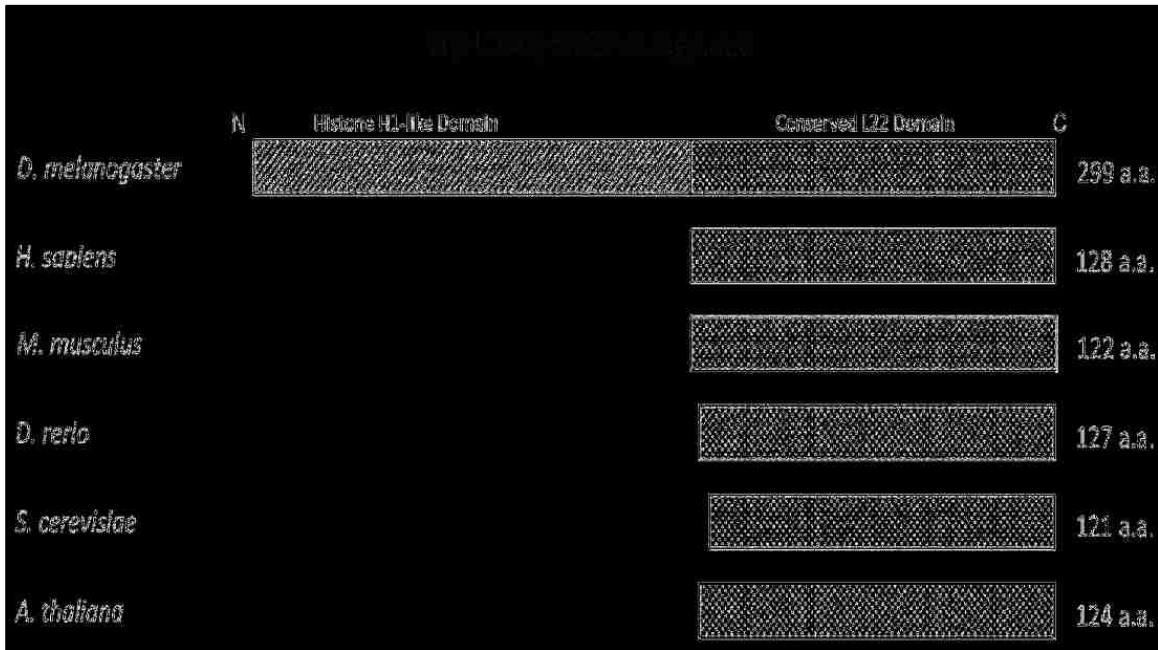 N Histone H1-like Domain Conserved L22 Domain C
D. melanogaster 299 a.a.
H. sapiens 128 a.a.
M. musculus 122 a.a.
D. rerio 127 a.a.
S. cerevisiae 121 a.a.
A. thaliana 124 a.a.